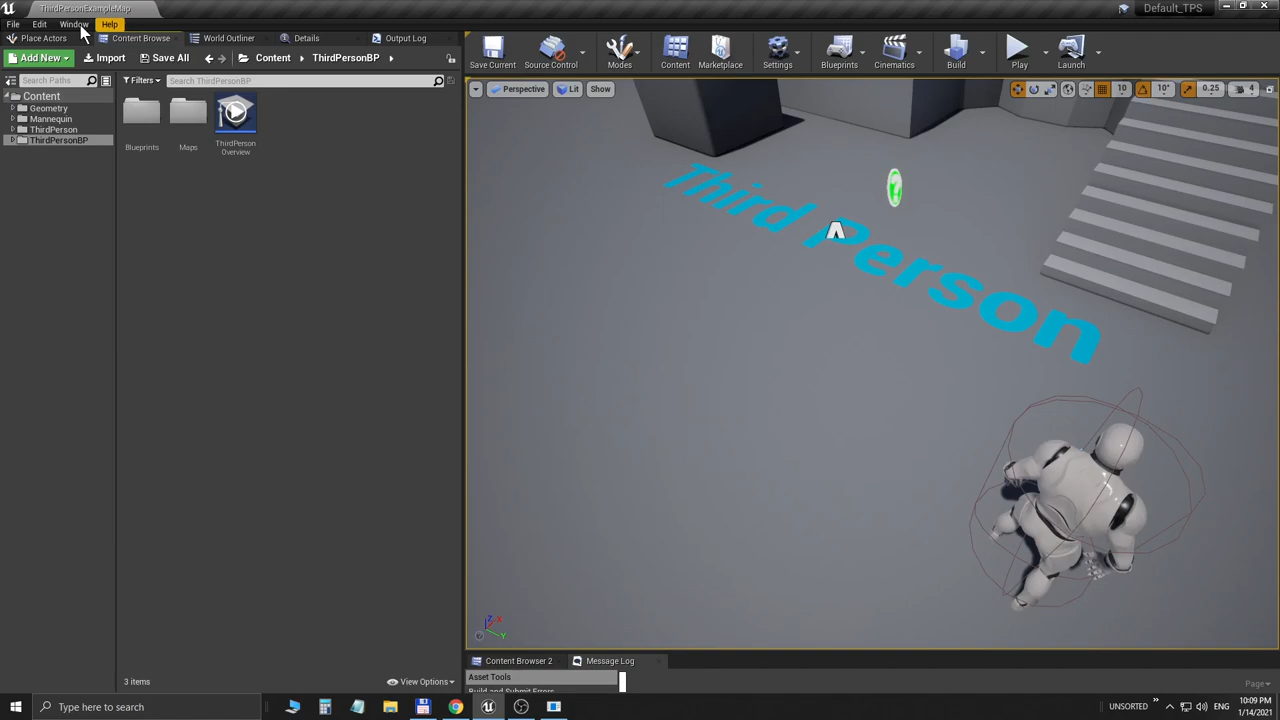 ThirdPersonExampleMap
Default_TPS
File Edit Window Help
Place Actors Content Browse World Outliner Details Output Log
Add New Import Save All Content ThirdPersonBP
Save Current Source Control Modes Content Marketplace Settings Blueprints Cinematics Build Play Launch
Search Paths Filters Search ThirdPersonBP
Perspective Lit Show 10 10° 0.25 4
Content
Geometry
Mannequin
ThirdPerson
ThirdPersonBP
Blueprints Maps ThirdPerson
Overview
Third Person
Z X
Y
3 items View Options
Content Browser 2 Message Log
Asset Tools
Build and Submit Errors
Page
Type here to search
UNSORTED
10:09 PM
1/14/2021